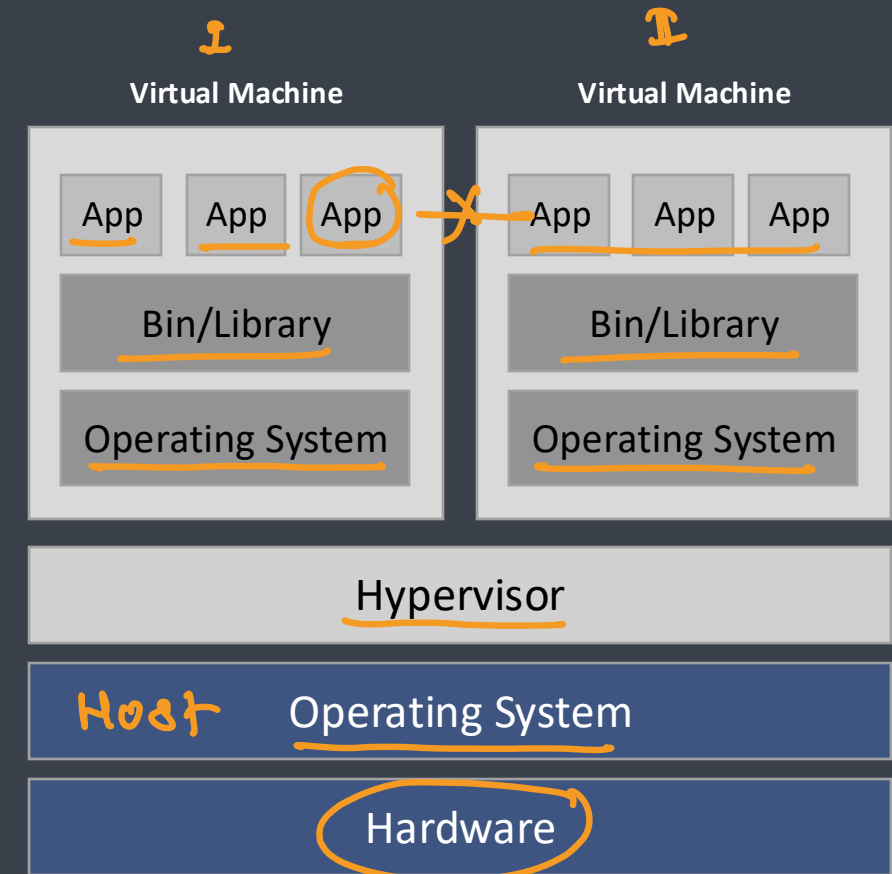 I II
Virtual Machine Virtual Machine
App App App App App App
Bin/Library Bin/Library
Operating System Operating System
Hypervisor
Host Operating System
Hardware